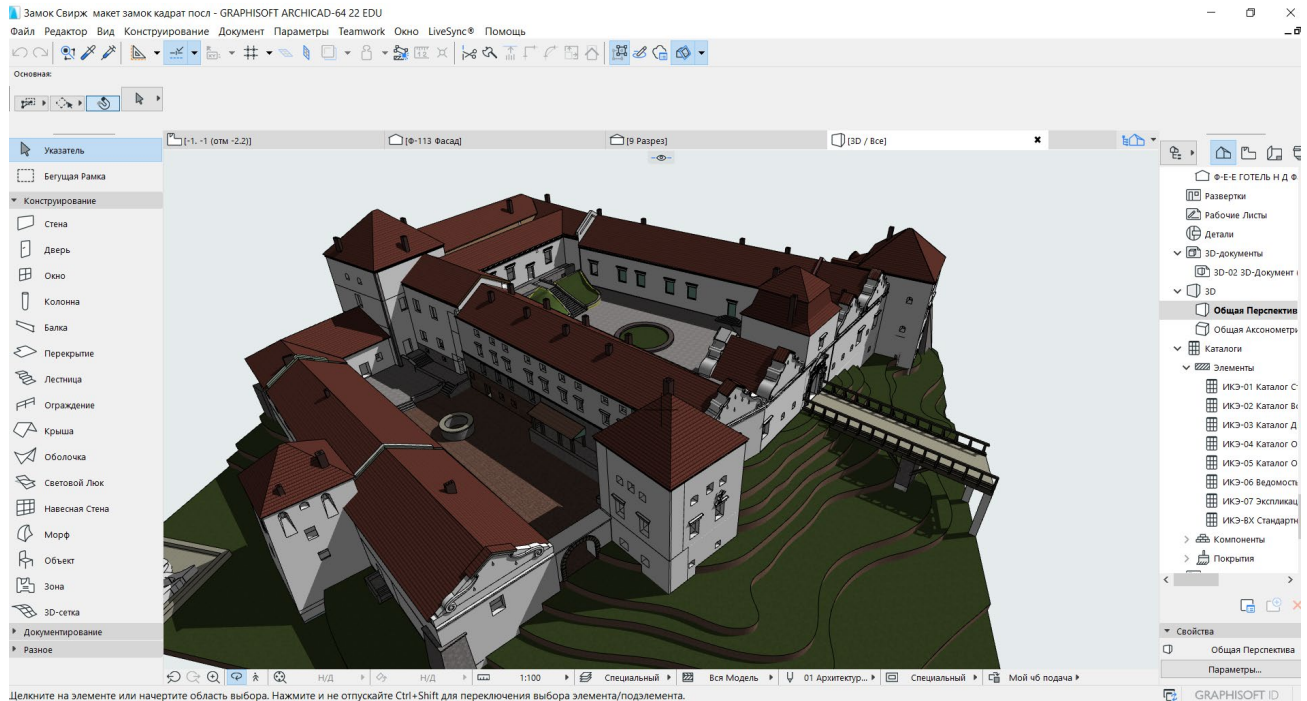 Замок Свирж макет замок кадрат посл - GRAPHISOFT ARCHICAD-64 22 EDU
Файл Редактор Вид Конструирование Документ Параметры Teamwork Окно LiveSync® Помощь
Основная:
[-1. -1 (отм -2.2)]
[Ф-113 Фасад]
[9 Разрез]
[3D / Все]
Указатель
Бегущая Рамка
Конструирование
Стена
Дверь
Окно
Колонна
Балка
Перекрытие
Лестница
Ограждение
Крыша
Оболочка
Световой Люк
Навесная Стена
Морф
Объект
Зона
3D-сетка
Документирование
Разное
Ф-Е-Е ГОТЕЛЬ Н Д Ф
Развертки
Рабочие Листы
Детали
3D-документы
3D-02 3D-Документ
3D
Общая Перспектив
Общая Аксонометри
Каталоги
Элементы
ИКЭ-01 Каталог С
ИКЭ-02 Каталог
ИКЭ-03 Каталог Д
ИКЭ-04 Каталог О
ИКЭ-05 Каталог О
ИКЭ-06 Ведомость
ИКЭ-07 Экспликац
ИКЭ-ВХ Стандартн
Компоненты
Покрытия
Свойства
Общая Перспектива
Параметры...
Н/Д Н/Д 1:100 Специальный Вся Модель 01 Архитектур... Специальный Мой чб подача
Щелкните на элементе или начертите область выбора. Нажмите и не отпускайте Ctrl+Shift для переключения выбора элемента/подэлемента.
GRAPHISOFT ID